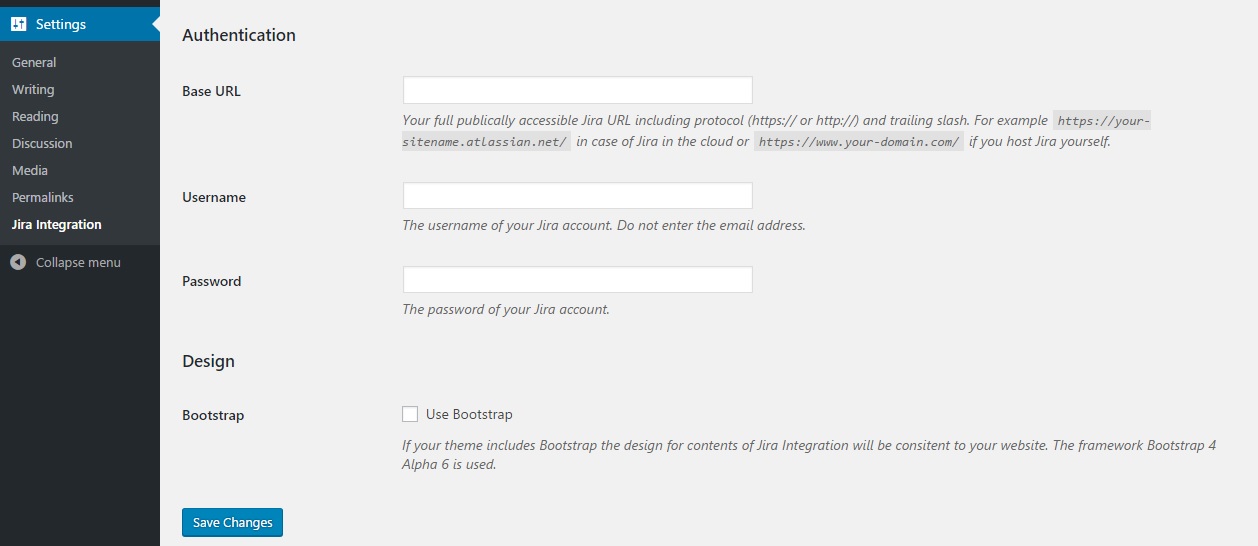 Settings
General
Writing
Reading
Discussion
Media
Permalinks
Jira Integration
Collapse menu
Authentication
Base URL
Your full publically accessible Jira URL including protocol (https:// or http://) and trailing slash. For example https://your-
sitename.atlassian.net/ in case of Jira in the cloud or https://www.your-domain.com/ if you host Jira yourself.
Username
The username of your Jira account. Do not enter the email address.
Password
The password of your Jira account.
Design
Bootstrap
Use Bootstrap
If your theme includes Bootstrap the design for contents of Jira Integration will be consitent to your website. The framework Bootstrap 4
Alpha 6 is used.
Save Changes